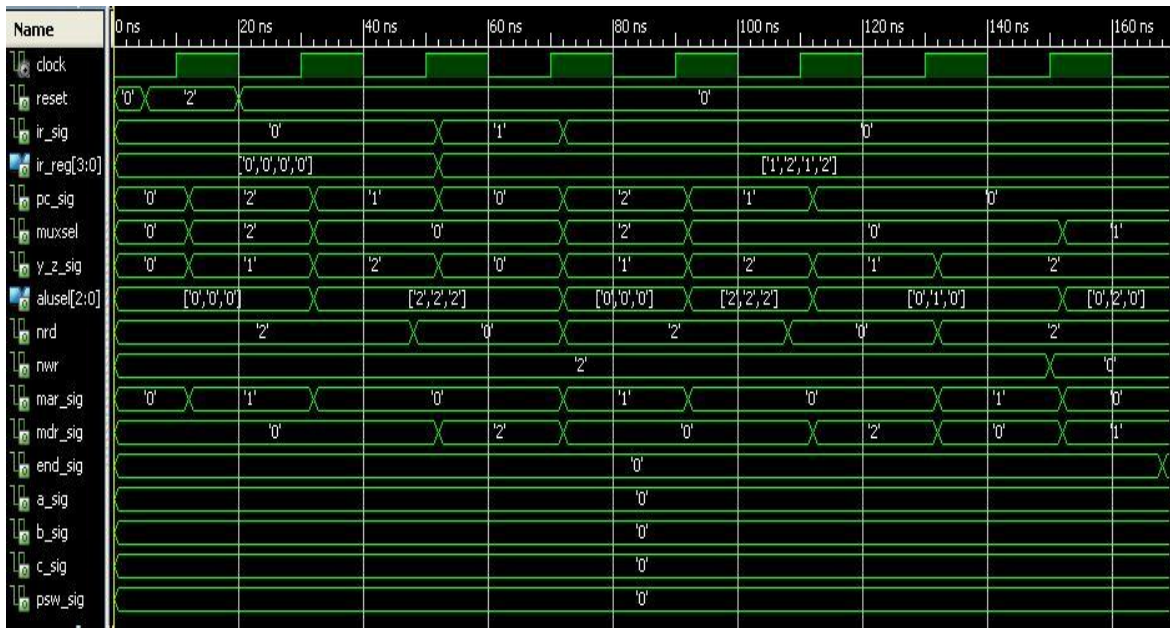 Name 0 ns 20 ns 40 ns 60 ns 80 ns 100 ns 120 ns 140 ns 160 ns
clock
reset '0' '2' '0'
ir_sig '0' '1' '0'
ir_reg[3:0] ['0','0','0','0'] ['1','2','1','2']
pc_sig '0' '2' '1' '0' '2' '1' '0'
muxsel '0' '2' '0' '2' '0' '1'
y_z_sig '0' '1' '2' '0' '1' '2' '1' '2'
alusel[2:0] ['0','0','0'] ['2','2','2'] ['0','0','0'] ['2','2','2'] ['0','1','0'] ['0','2','0']
nrd '2' '0' '2' '0' '2'
nwr '2' '0'
mar_sig '0' '1' '0' '1' '0' '1' '0'
mdr_sig '0' '2' '0' '2' '0' '1'
end_sig '0'
a_sig '0'
b_sig '0'
c_sig '0'
psw_sig '0'